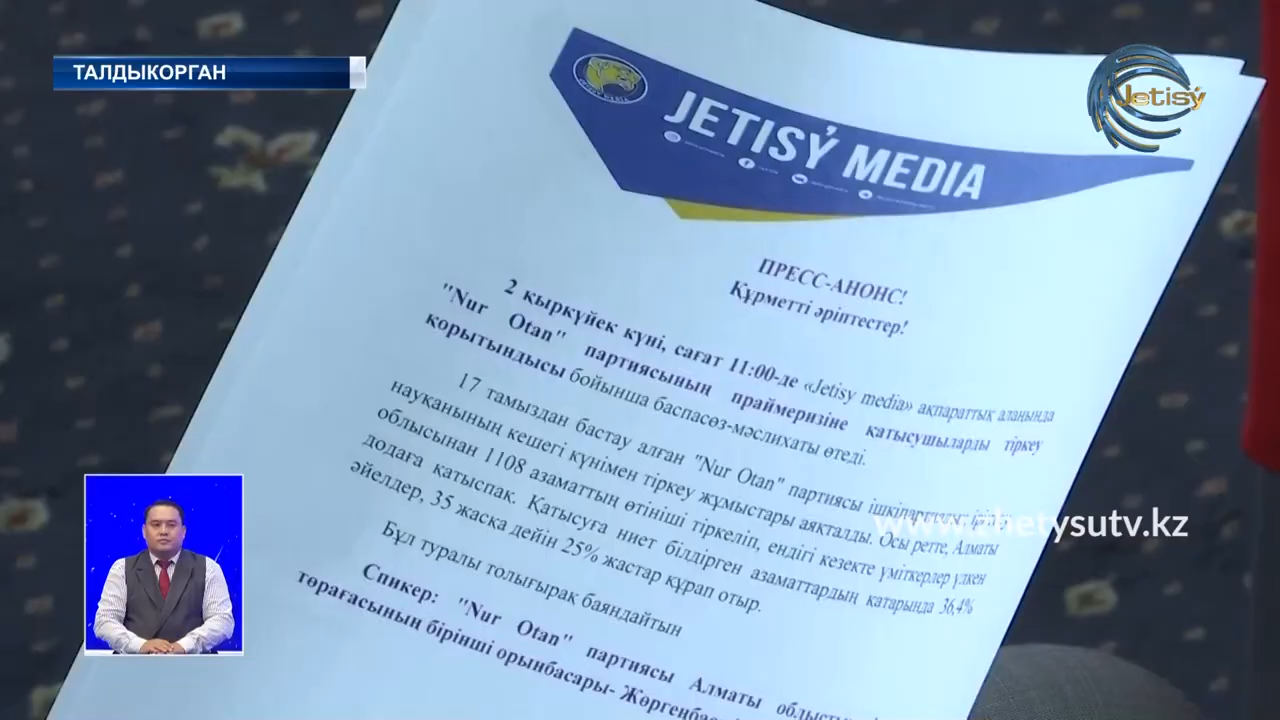 ТАЛДЫКОРГАН
Jetisý
JETISÝ MEDIA
ПРЕСС-АНОНС!
Құрметті әріптестер!
2 қыркүйек күні, сағат 11:00-де «Jetisy media» ақпараттық алаңында
"Nur Otan" партиясының праймеризіне қатысушыларды тіркеу
қорытындысы бойынша баспасөз-мәслихаты өтеді.
17 тамыздан бастау алған "Nur Otan" партиясы ішкіпартиялық іріктеу
науқанының кешегі күнімен тіркеу жұмыстары аяқталды. Осы ретте, Алматы
облысынан 1108 азаматтың өтініші тіркеліп, ендігі кезекте үміткерлер үлкен
додаға қатыспақ. Қатысуға ниет білдірген азаматтардың қатарында 36,4%
әйелдер, 35 жасқа дейін 25% жастар құрап отыр.
Бұл туралы толығырақ баяндайтын
Спикер: "Nur Otan" партиясы Алматы
төрағасының бірінші орынбасары-
www.zhetysutv.kz